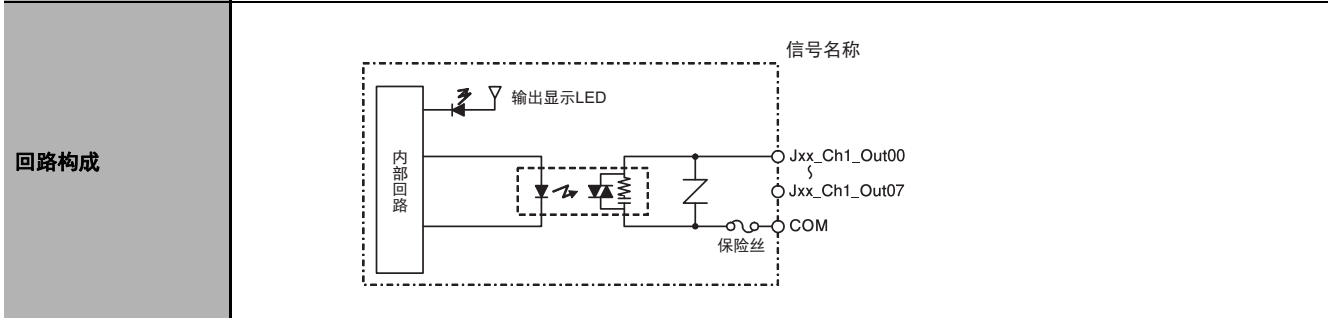 信号名称
输出显示LED
回路构成
内部回路
Jxx_Ch1_Out00
Jxx_Ch1_Out07
COM
保险丝